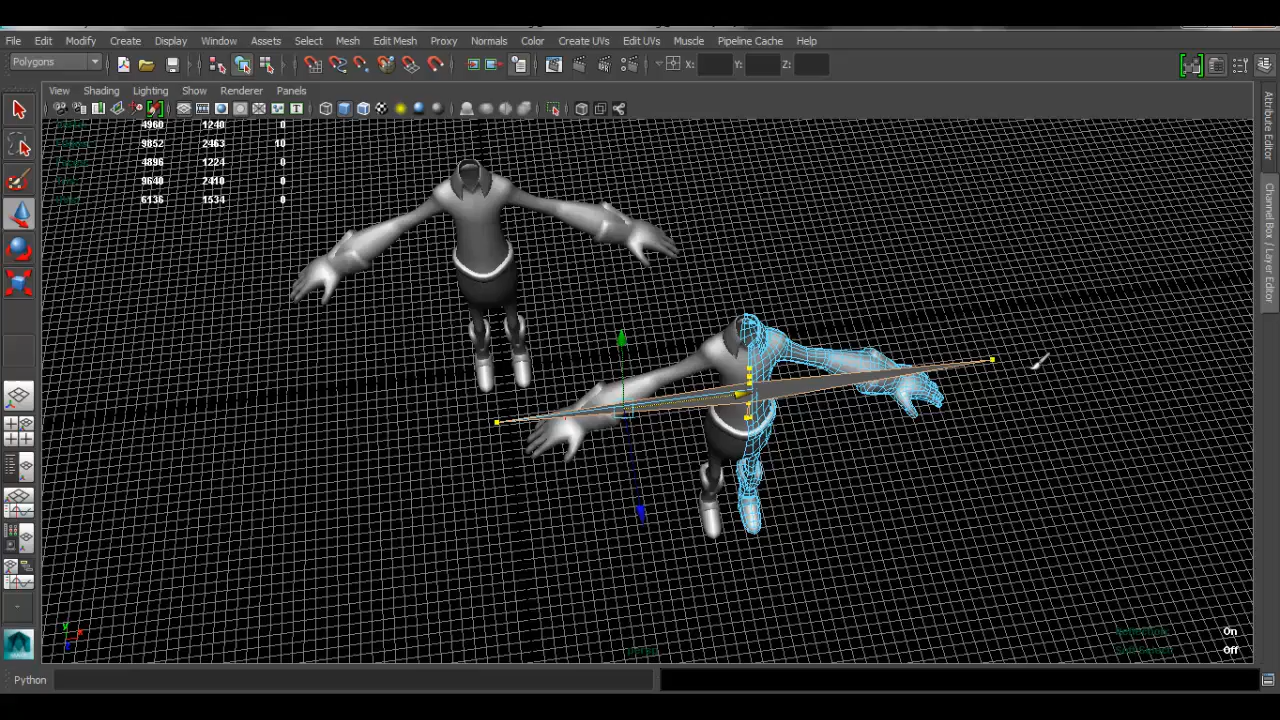 File Edit Modify Create Display Window Assets Select Mesh Edit Mesh Proxy Normals Color Create UVs Edit UVs Muscle Pipeline Cache Help
Polygons X: Y: Z:
View Shading Lighting Show Renderer Panels
4960 1240 0
9852 2463 10
4896 1224 0
9640 2410 0
6136 1534 0
Attribute Editor
Channel Box / Layer Editor
y
x
On
persp
Off
Python